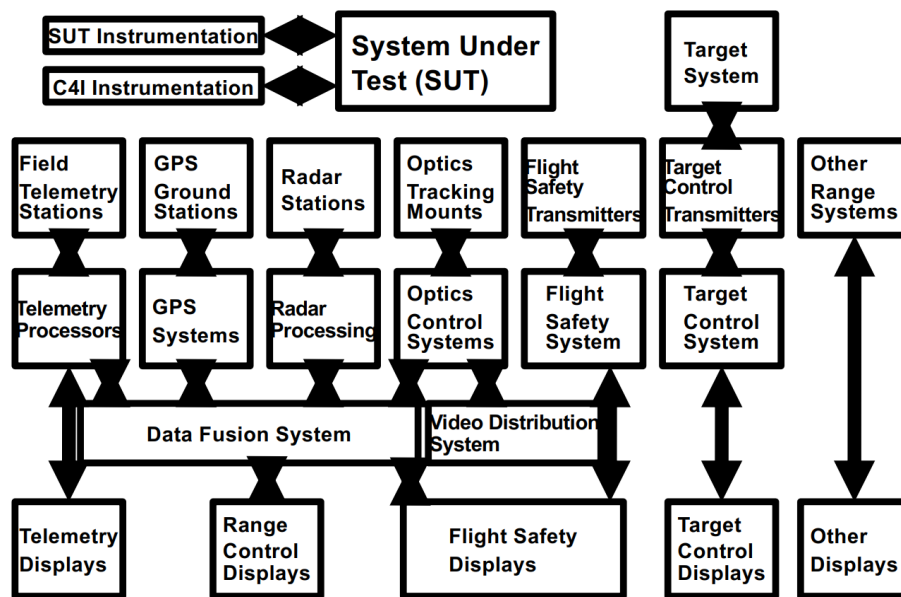 SUT Instrumentation
C4I Instrumentation
System Under
Test (SUT)
Target
System
Field
Telemetry
Stations
GPS
Ground
Stations
Radar
Stations
Optics
Tracking
Mounts
Flight
Safety
Transmitters
Target
Control
Transmitters
Other
Range
Systems
Telemetry
Processors
GPS
Systems
Radar
Processing
Optics
Control
Systems
Flight
Safety
System
Target
Control
System
Data Fusion System
Video Distribution
System
Telemetry
Displays
Range
Control
Displays
Flight Safety
Displays
Target
Control
Displays
Other
Displays